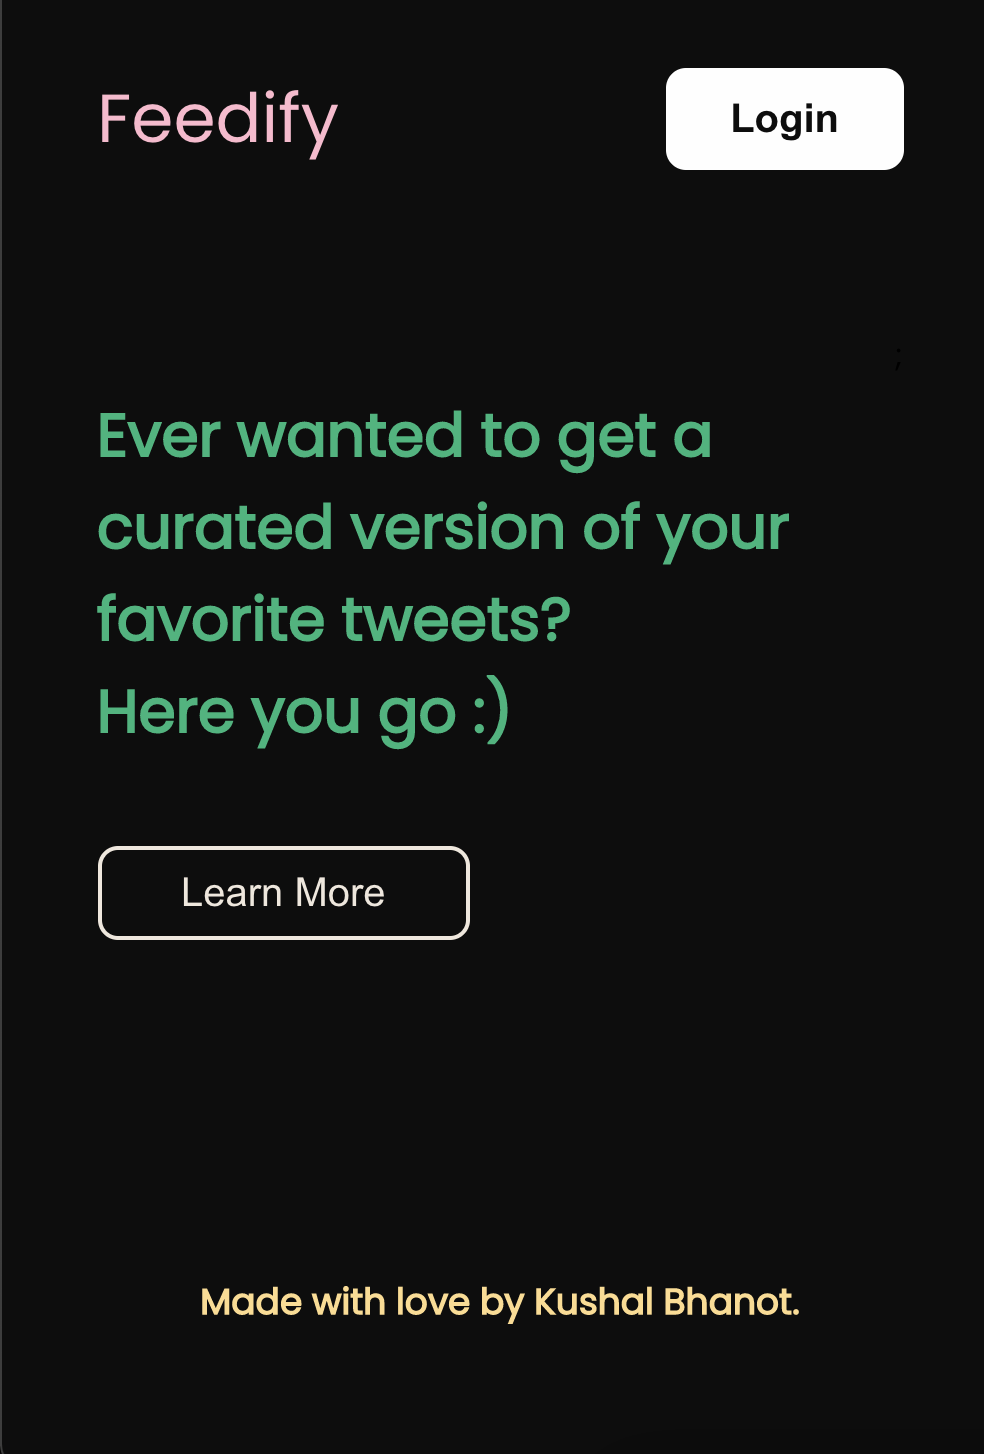 Feedify
Login
;
Ever wanted to get a
curated version of your
favorite tweets?
Here you go :)
Learn More
Made with love by Kushal Bhanot.